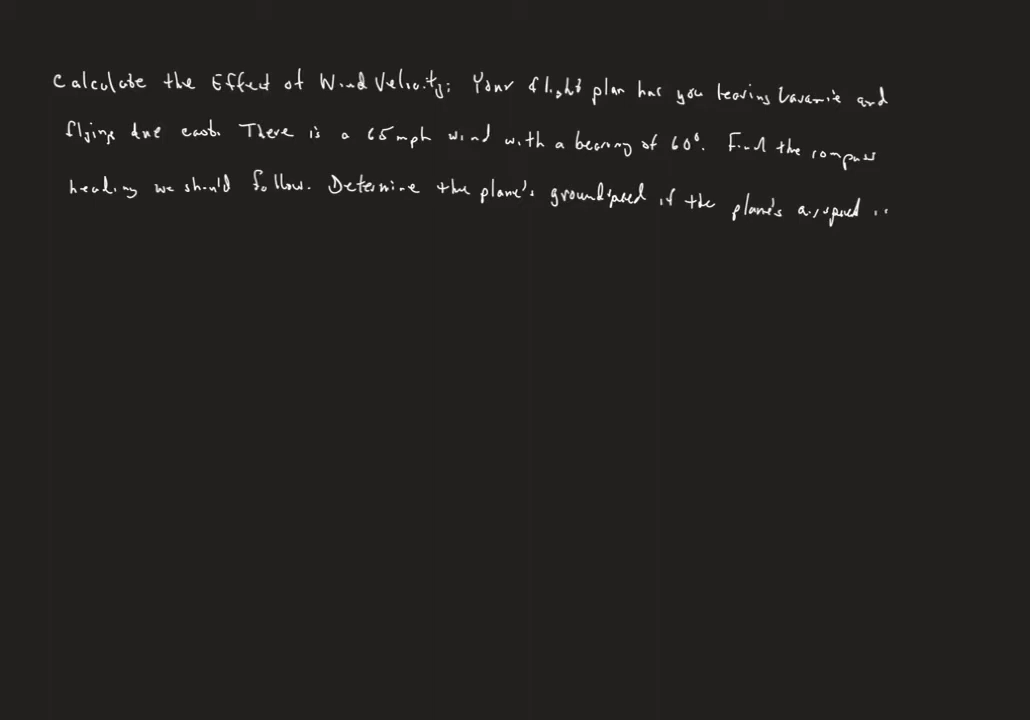 Calculate the Effect of Wind Velocity: Your flight plan has you leaving Laramie and
flying due east. There is a 65 mph wind with a bearing of 60°. Find the compass
heading we should follow. Determine the plane's groundspeed if the plane's airspeed is